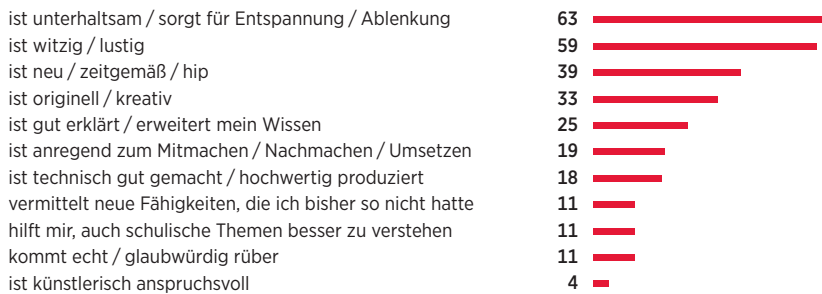 ist unterhaltsam / sorgt für Entspannung / Ablenkung 63
ist witzig / lustig 59
ist neu / zeitgemäß / hip 39
ist originell / kreativ 33
ist gut erklärt / erweitert mein Wissen 25
ist anregend zum Mitmachen / Nachmachen / Umsetzen 19
ist technisch gut gemacht / hochwertig produziert 18
vermittelt neue Fähigkeiten, die ich bisher so nicht hatte 11
hilft mir, auch schulische Themen besser zu verstehen 11
kommt echt / glaubwürdig rüber 11
ist künstlerisch anspruchsvoll 4